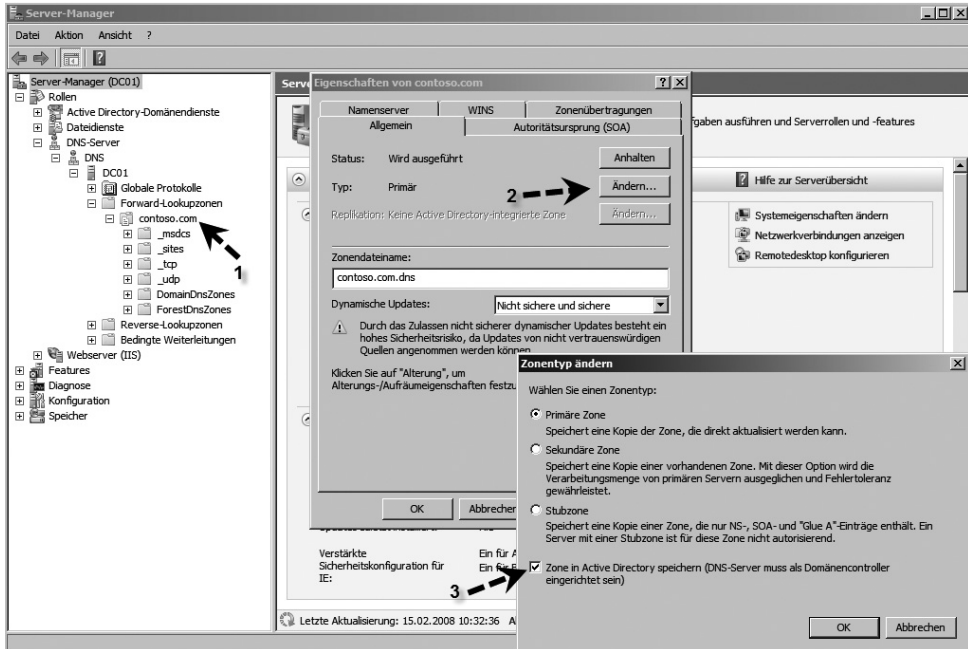 Server-Manager
Datei Aktion Ansicht ?
Server-Manager (DC01)
Rollen
Active Directory-Domänendienste
Dateidienste
DNS-Server
DNS
DC01
Globale Protokolle
Forward-Lookupzonen
contoso.com
_msdcs
_sites
_tcp
_udp
DomainDnsZones
ForestDnsZones
Reverse-Lookupzonen
Bedingte Weiterleitungen
Webserver (IIS)
Features
Diagnose
Konfiguration
Speicher
1
Eigenschaften von contoso.com
Namenserver WINS Zonenübertragungen
Allgemein Autoritätsursprung (SOA)
Status: Wird ausgeführt Anhalten
Typ: Primär 2 Ändern...
Replikation: Keine Active Directory-integrierte Zone Ändern...
Zonendateiname:
contoso.com.dns
Dynamische Updates: Nicht sichere und sichere
Durch das Zulassen nicht sicherer dynamischer Updates besteht ein
hohes Sicherheitsrisiko, da Updates von nicht vertrauenswürdigen
Quellen angenommen werden können.
Klicken Sie auf "Alterung", um
Alterungs-/Aufräumeigenschaften
OK Abbrechen
ausführen und Serverrollen und -features
Hilfe zur Serverübersicht
Systemeigenschaften ändern
Netzwerkverbindungen anzeigen
Remotedesktop konfigurieren
Verstärkte Ein für
Sicherheitskonfiguration für Ein für
IE:
Letzte Aktualisierung: 15.02.2008 10:32:36
Zonentyp ändern
Wählen Sie einen Zonentyp:
Primäre Zone
Speichert eine Kopie der Zone, die direkt aktualisiert werden kann.
Sekundäre Zone
Speichert eine Kopie einer vorhandenen Zone. Mit dieser Option wird die
Verarbeitungsmenge von primären Servern ausgeglichen und Fehlertoleranz
gewährleistet.
Stubzone
Speichert eine Kopie einer Zone, die nur NS-, SOA- und "Glue A"-Einträge enthält. Ein
Server mit einer Stubzone ist für diese Zone nicht autorisierend.
3
Zone in Active Directory speichern (DNS-Server muss als Domänencontroller
eingerichtet sein)
OK Abbrechen